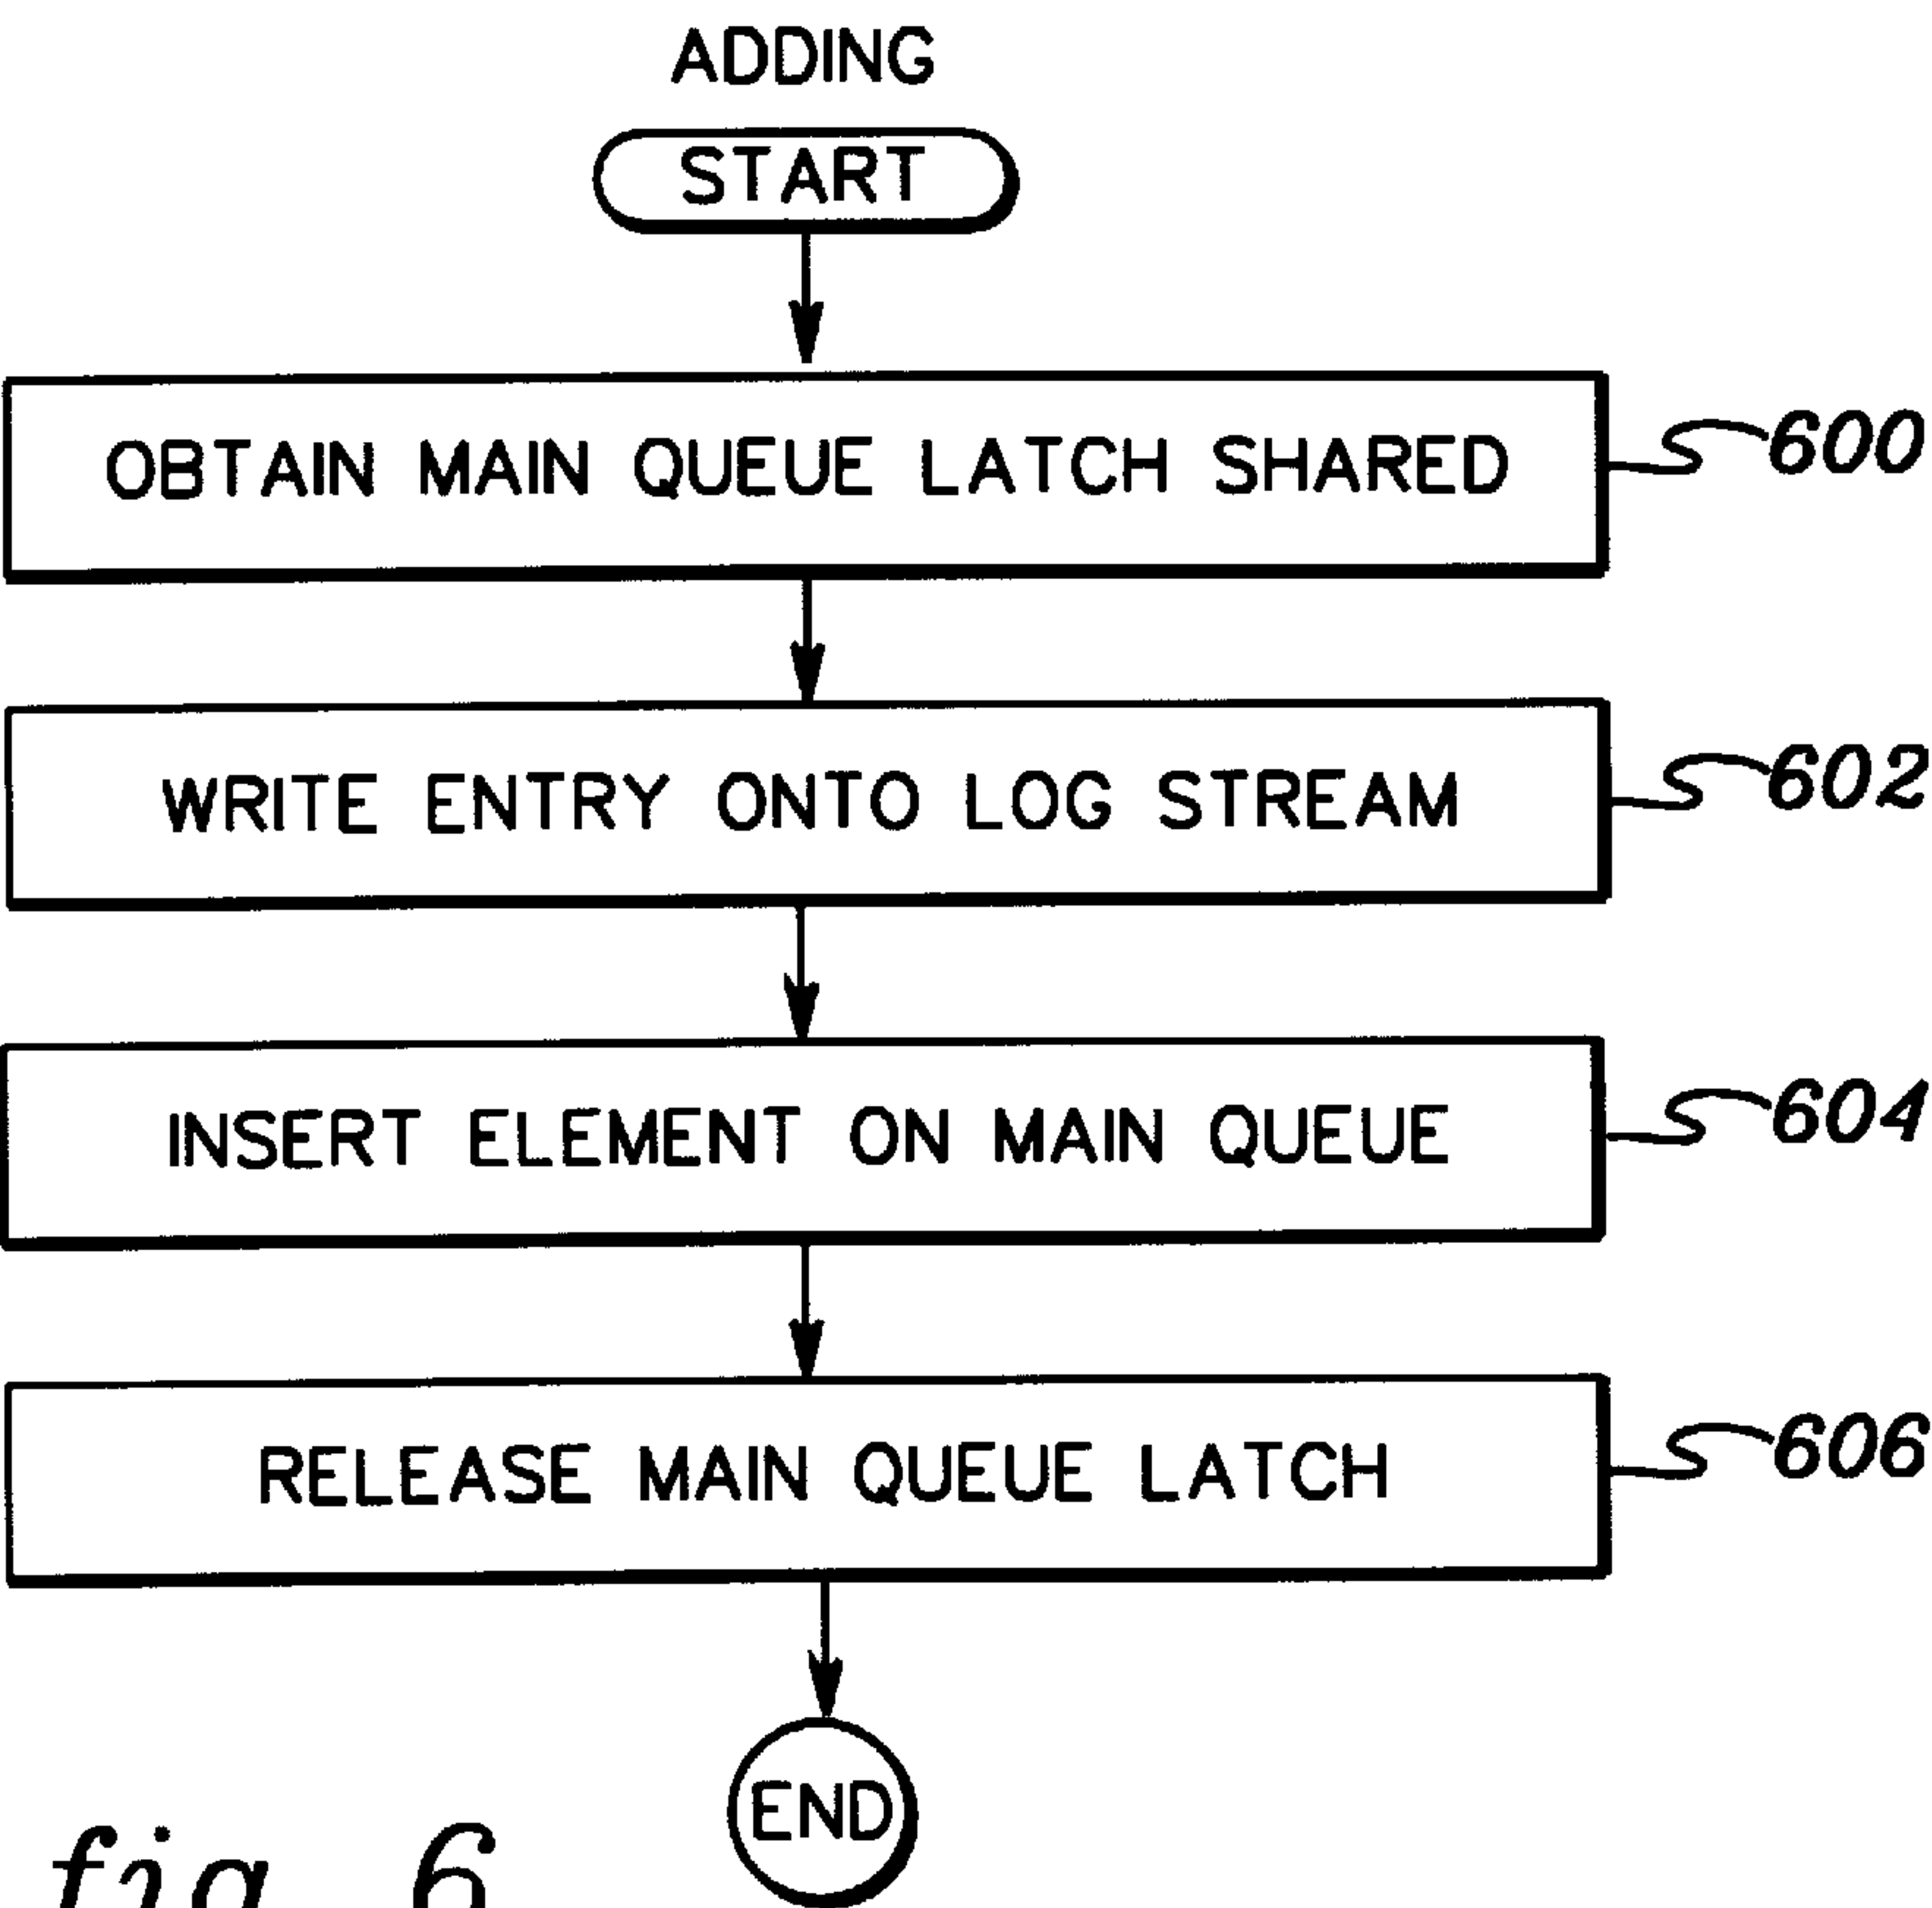 ADDING
START
OBTAIN MAIN QUEUE LATCH SHARED
600
WRITE ENTRY ONTO LOG STREAM
602
INSERT ELEMENT ON MAIN QUEUE
604
RELEASE MAIN QUEUE LATCH
606
END
fig. 6